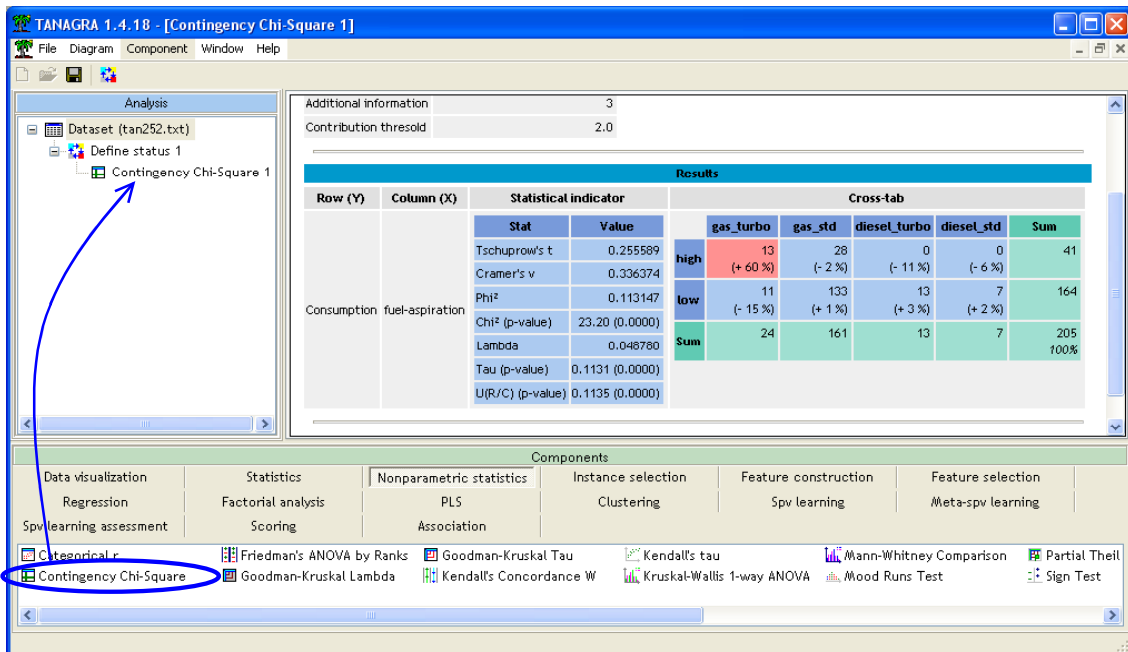 TANAGRA 1.4.18 - [Contingency Chi-Square 1]
File Diagram Component Window Help
Analysis
Dataset (tan252.txt)
Define status 1
Contingency Chi-Square 1
Additional information 3
Contribution thresold 2.0
Results
Row (Y) Column (X) Statistical indicator Cross-tab
Consumption fuel-aspiration
Stat Value
Tschuprow's t 0.255589
Cramer's v 0.336374
Phi² 0.113147
Chi² (p-value) 23.20 (0.0000)
Lambda 0.048780
Tau (p-value) 0.1131 (0.0000)
U(R/C) (p-value) 0.1135 (0.0000)
gas_turbo gas_std diesel_turbo diesel_std Sum
high 13 28 0 0 41
(+ 60 %) (- 2 %) (- 11 %) (- 6 %)
low 11 133 13 7 164
(- 15 %) (+ 1 %) (+ 3 %) (+ 2 %)
Sum 24 161 13 7 205
100%
Components
Data visualization Statistics Nonparametric statistics Instance selection Feature construction Feature selection
Regression Factorial analysis PLS Clustering Spv learning Meta-spv learning
Spv learning assessment Scoring Association
Categorical r Friedman's ANOVA by Ranks Goodman-Kruskal Tau Kendall's tau Mann-Whitney Comparison Partial Theil
Contingency Chi-Square Goodman-Kruskal Lambda Kendall's Concordance W Kruskal-Wallis 1-way ANOVA Mood Runs Test Sign Test